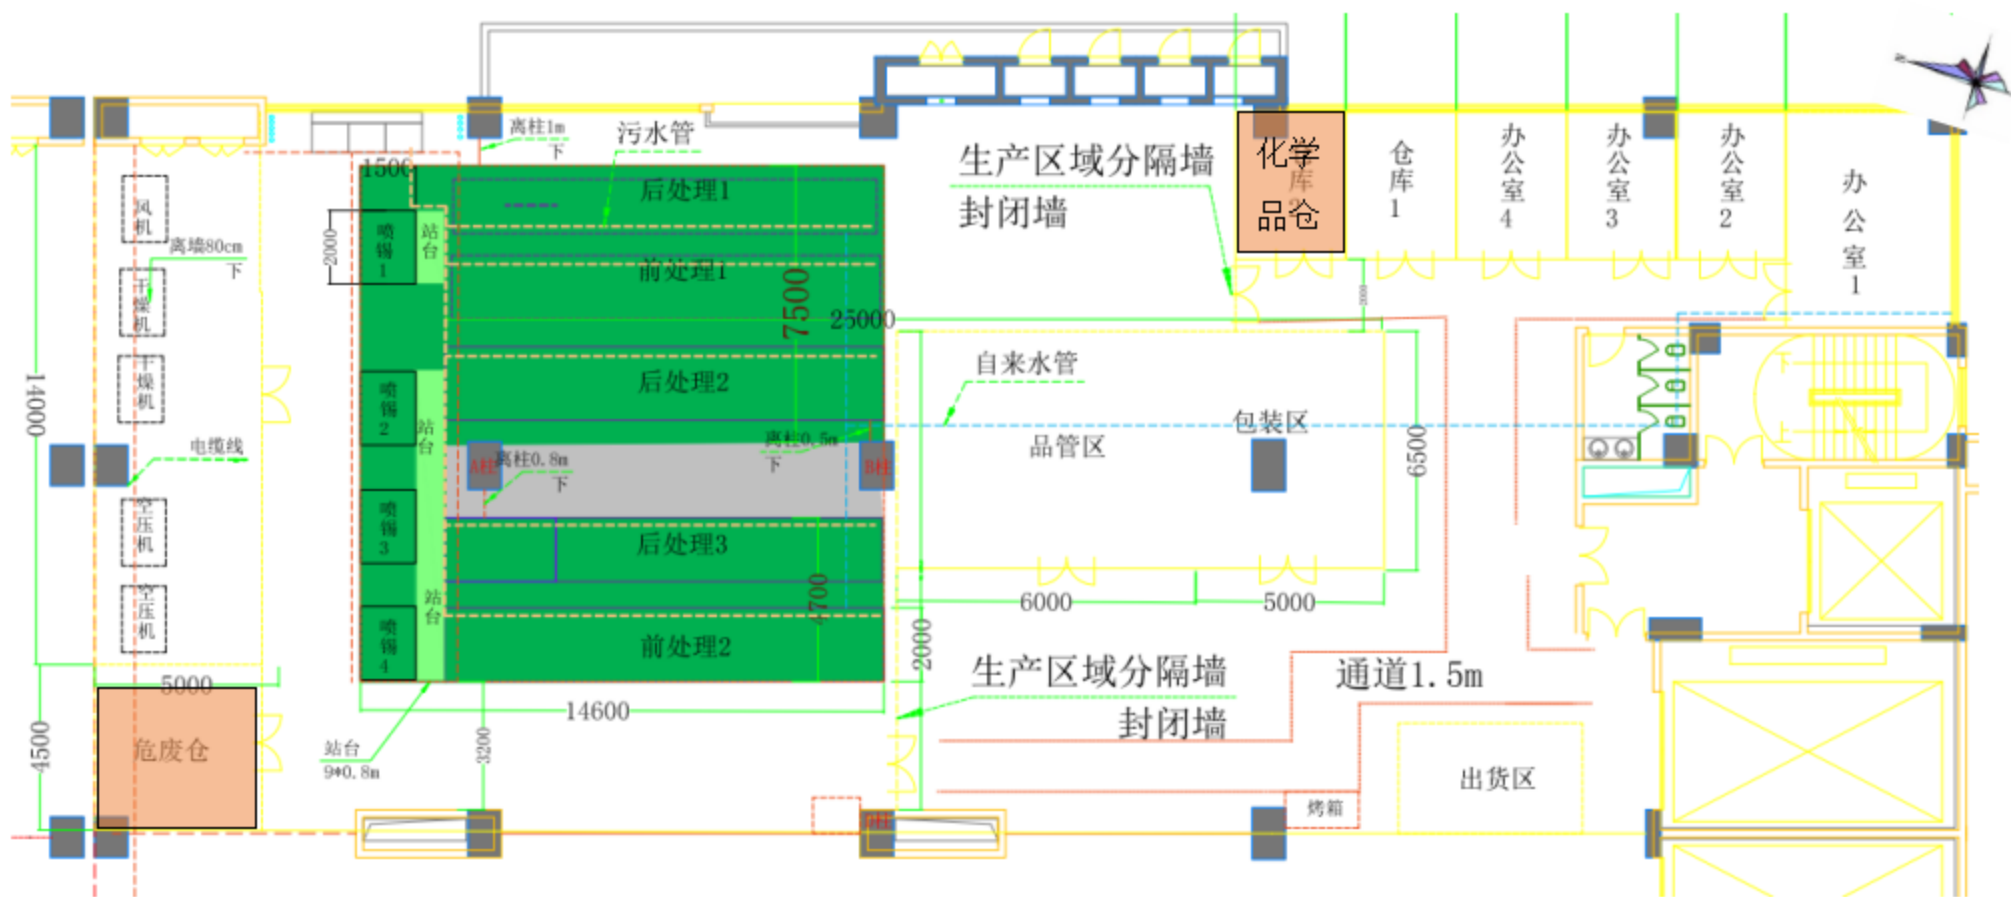 N
离柱1m
下
污水管
1500
后处理1
生产区域分隔墙
封闭墙
化学
品仓
库
仓库1
办公室4
办公室3
办公室2
办公室1
风机
离墙80cm
下
2000
喷锡1
站台
前处理1
7500
25000
2000
干燥机
干燥机
14000
喷锡2
站台
后处理2
自来水管
包装区
品管区
6500
电缆线
A柱
离柱0.8m
下
离柱0.5m
下
B柱
空压机
空压机
喷锡3
后处理3
4700
站台
喷锡4
前处理2
6000
5000
2000
生产区域分隔墙
封闭墙
通道1.5m
5000
14600
4500
危废仓
站台
9*0.8m
3200
出货区
烤箱